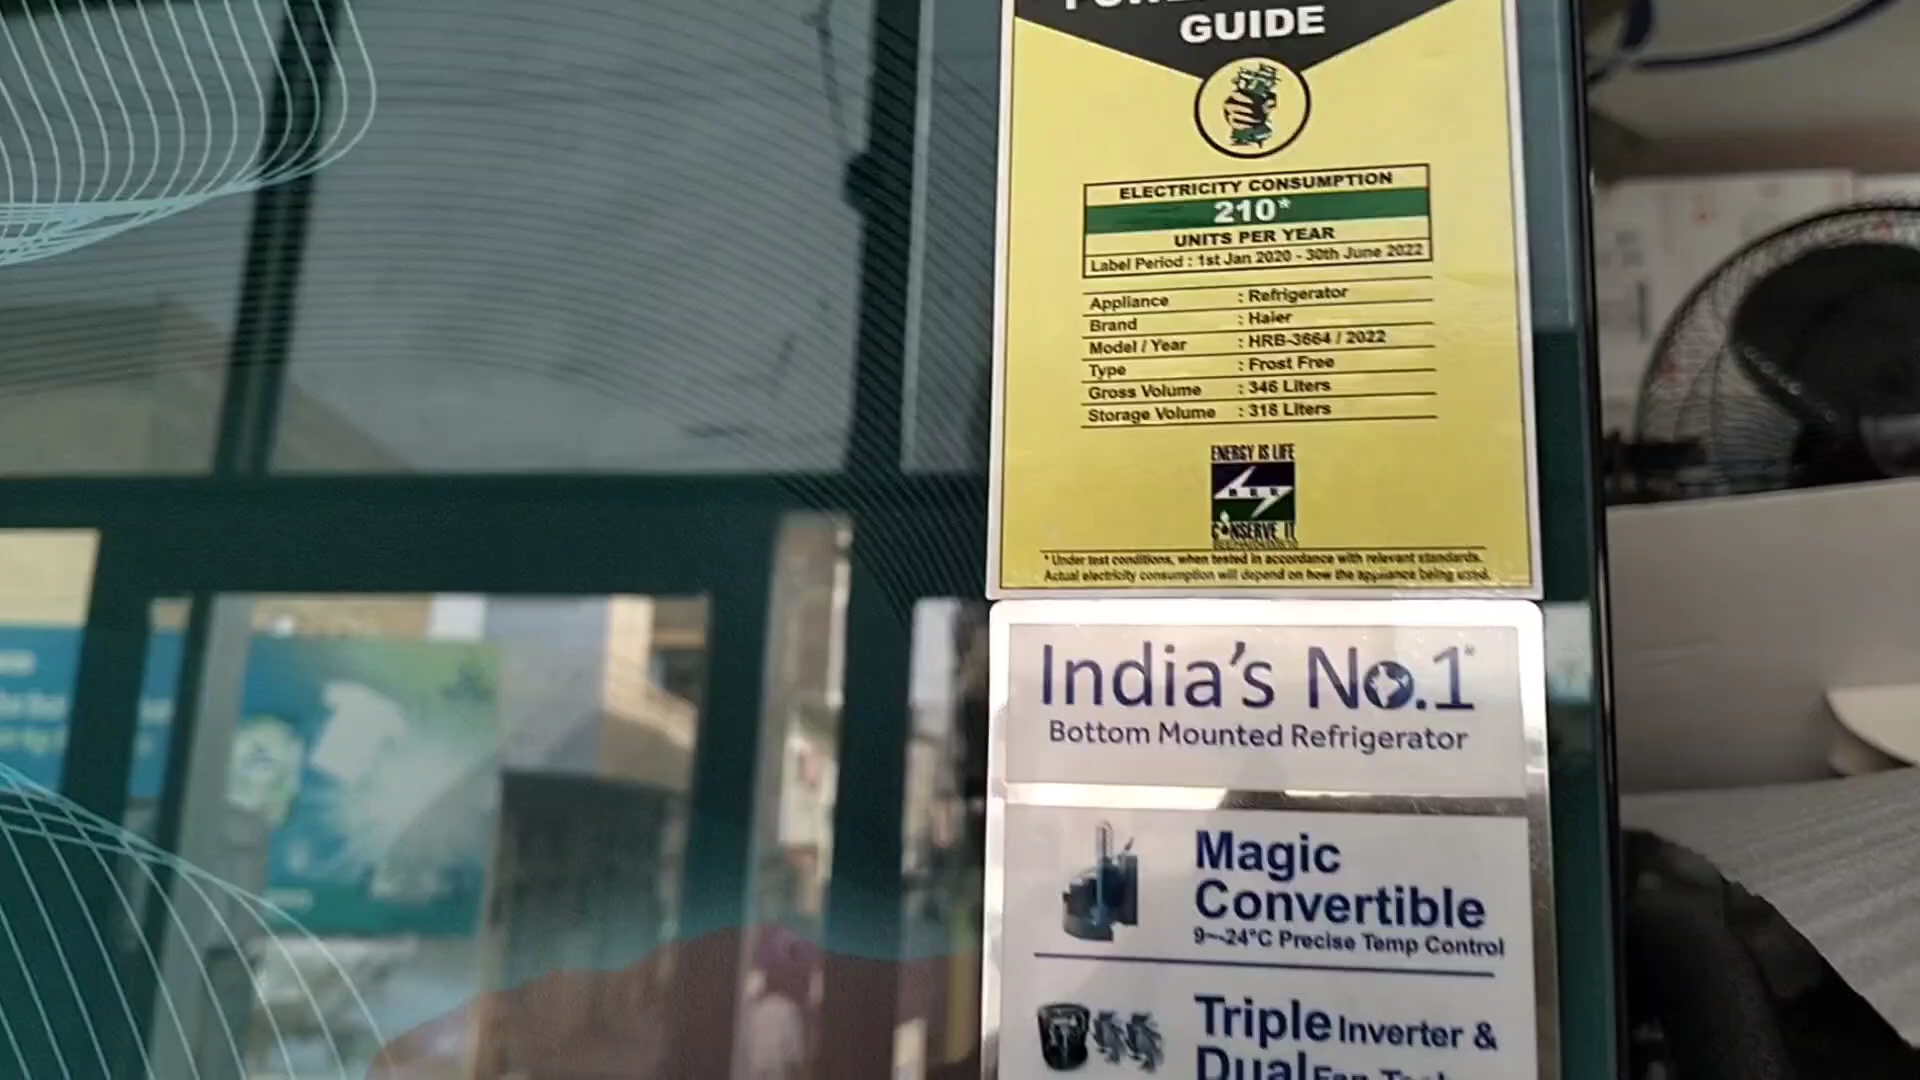 GUIDE
ELECTRICITY CONSUMPTION
210*
UNITS PER YEAR
Label Period : 1st Jan 2020 - 30th June 2022
Appliance : Refrigerator
Brand : Haier
Model / Year : HRB-3664 / 2022
Type : Frost Free
Gross Volume : 346 Liters
Storage Volume : 318 Liters
ENERGY IS LIFE
BEE
CONSERVE IT
* Under test conditions, when tested in accordance with relevant standards.
Actual electricity consumption will depend on how the appliance being used.
India's No.1*
Bottom Mounted Refrigerator
Magic
Convertible
9~-24°C Precise Temp Control
Triple Inverter &
Dual Fan